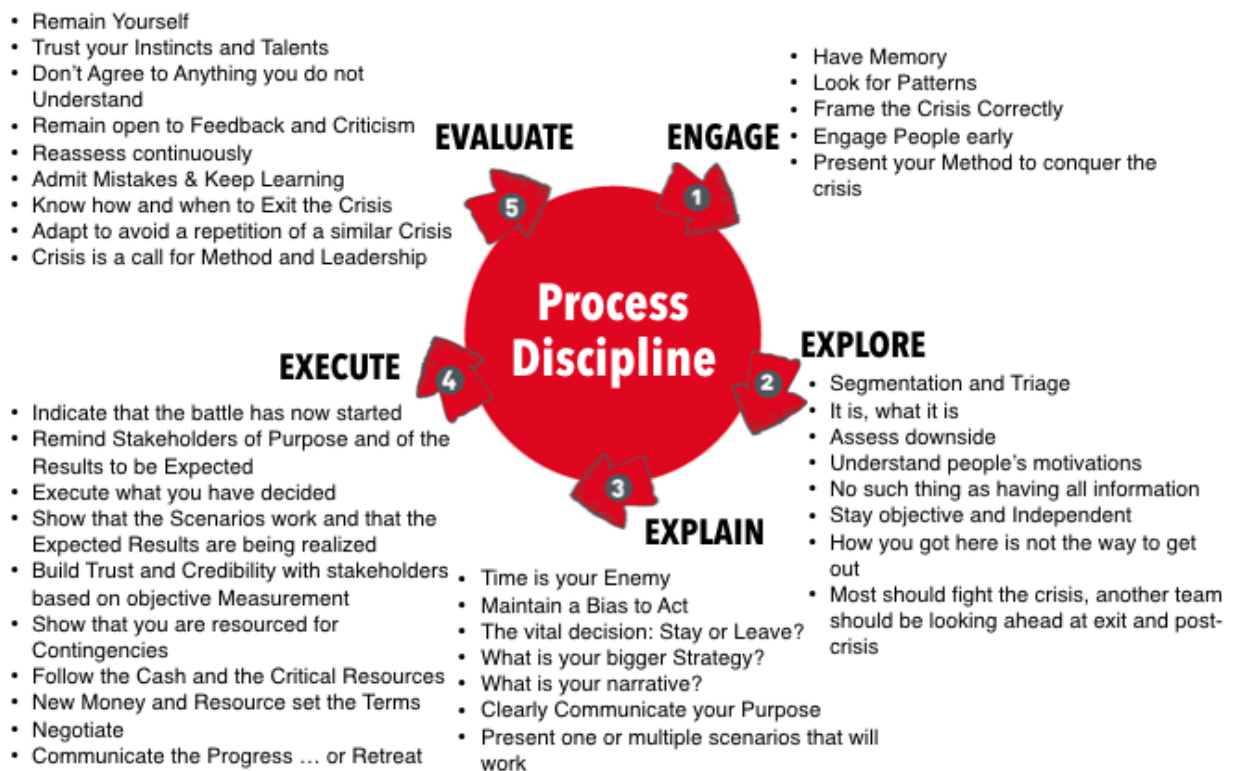 Process
Discipline
1
ENGAGE
• Have Memory
• Look for Patterns
• Frame the Crisis Correctly
• Engage People early
• Present your Method to conquer the
crisis
2
EXPLORE
• Segmentation and Triage
• It is, what it is
• Assess downside
• Understand people's motivations
• No such thing as having all information
• Stay objective and Independent
• How you got here is not the way to get
out
• Most should fight the crisis, another team
should be looking ahead at exit and post-
crisis
3
EXPLAIN
• Time is your Enemy
• Maintain a Bias to Act
• The vital decision: Stay or Leave?
• What is your bigger Strategy?
• What is your narrative?
• Clearly Communicate your Purpose
• Present one or multiple scenarios that will
work
4
EXECUTE
• Indicate that the battle has now started
• Remind Stakeholders of Purpose and of the
Results to be Expected
• Execute what you have decided
• Show that the Scenarios work and that the
Expected Results are being realized
• Build Trust and Credibility with stakeholders
based on objective Measurement
• Show that you are resourced for
Contingencies
• Follow the Cash and the Critical Resources
• New Money and Resource set the Terms
• Negotiate
• Communicate the Progress … or Retreat
5
EVALUATE
• Remain Yourself
• Trust your Instincts and Talents
• Don't Agree to Anything you do not
Understand
• Remain open to Feedback and Criticism
• Reassess continuously
• Admit Mistakes & Keep Learning
• Know how and when to Exit the Crisis
• Adapt to avoid a repetition of a similar Crisis
• Crisis is a call for Method and Leadership